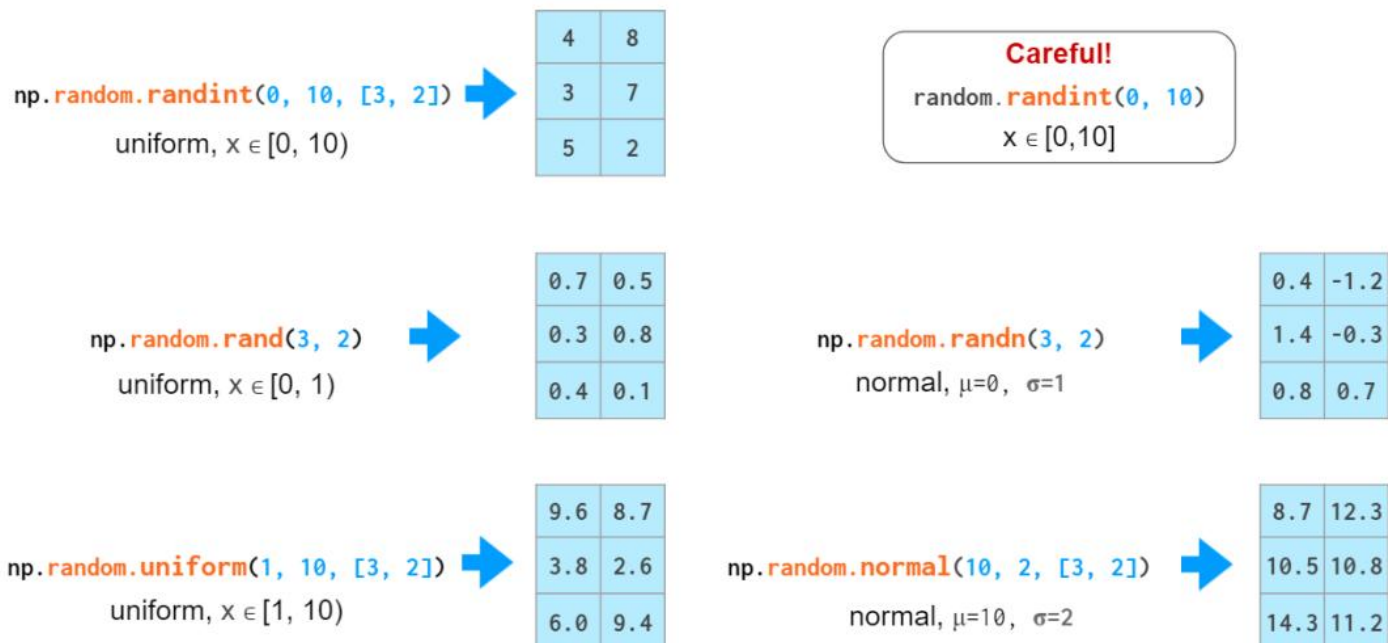 np.random.randint(0, 10, [3, 2])
uniform, x ∈ [0, 10)
4 8
3 7
5 2
Careful!
random.randint(0, 10)
x ∈ [0,10]
np.random.rand(3, 2)
uniform, x ∈ [0, 1)
0.7 0.5
0.3 0.8
0.4 0.1
np.random.randn(3, 2)
normal, μ=0, σ=1
0.4 -1.2
1.4 -0.3
0.8 0.7
np.random.uniform(1, 10, [3, 2])
uniform, x ∈ [1, 10)
9.6 8.7
3.8 2.6
6.0 9.4
np.random.normal(10, 2, [3, 2])
normal, μ=10, σ=2
8.7 12.3
10.5 10.8
14.3 11.2